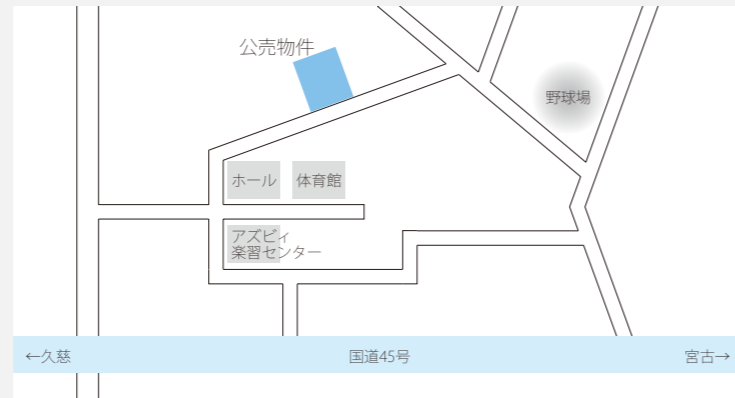 公売物件
野球場
ホール
体育館
アズビィ
楽習センター
←久慈
国道45号
宮古→